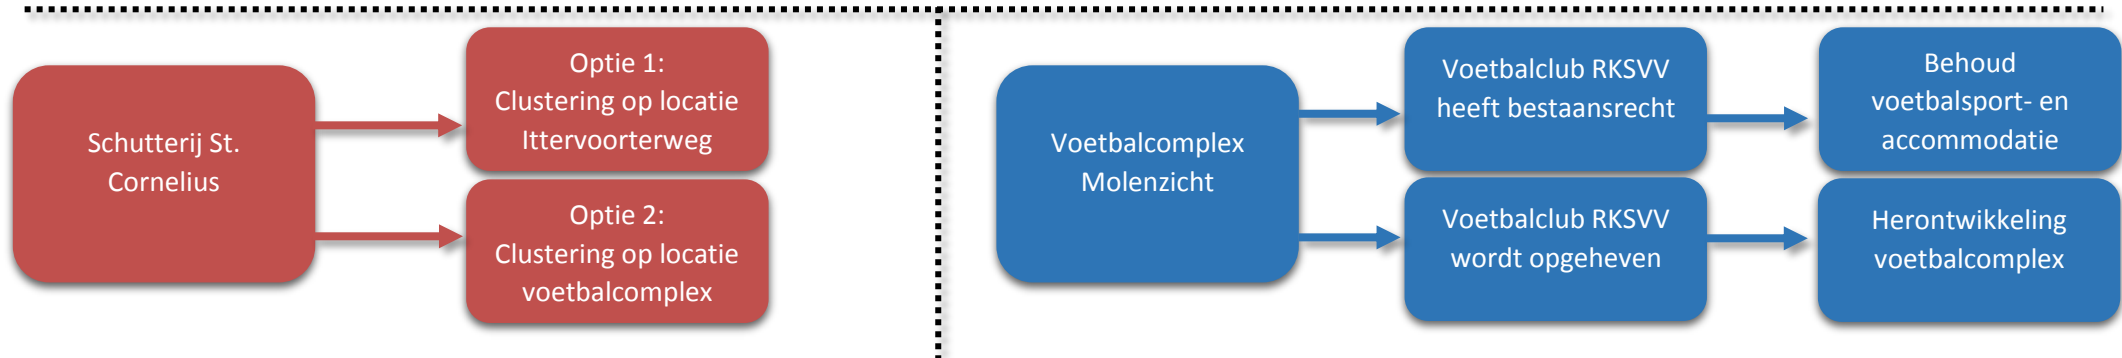 Schutterij St.
Cornelius
Optie 1:
Clustering op locatie
Ittervoorterweg
Optie 2:
Clustering op locatie
voetbalcomplex
Voetbalcomplex
Molenzicht
Voetbalclub RKSVV
heeft bestaansrecht
Behoud
voetbalsport- en
accommodatie
Voetbalclub RKSVV
wordt opgeheven
Herontwikkeling
voetbalcomplex